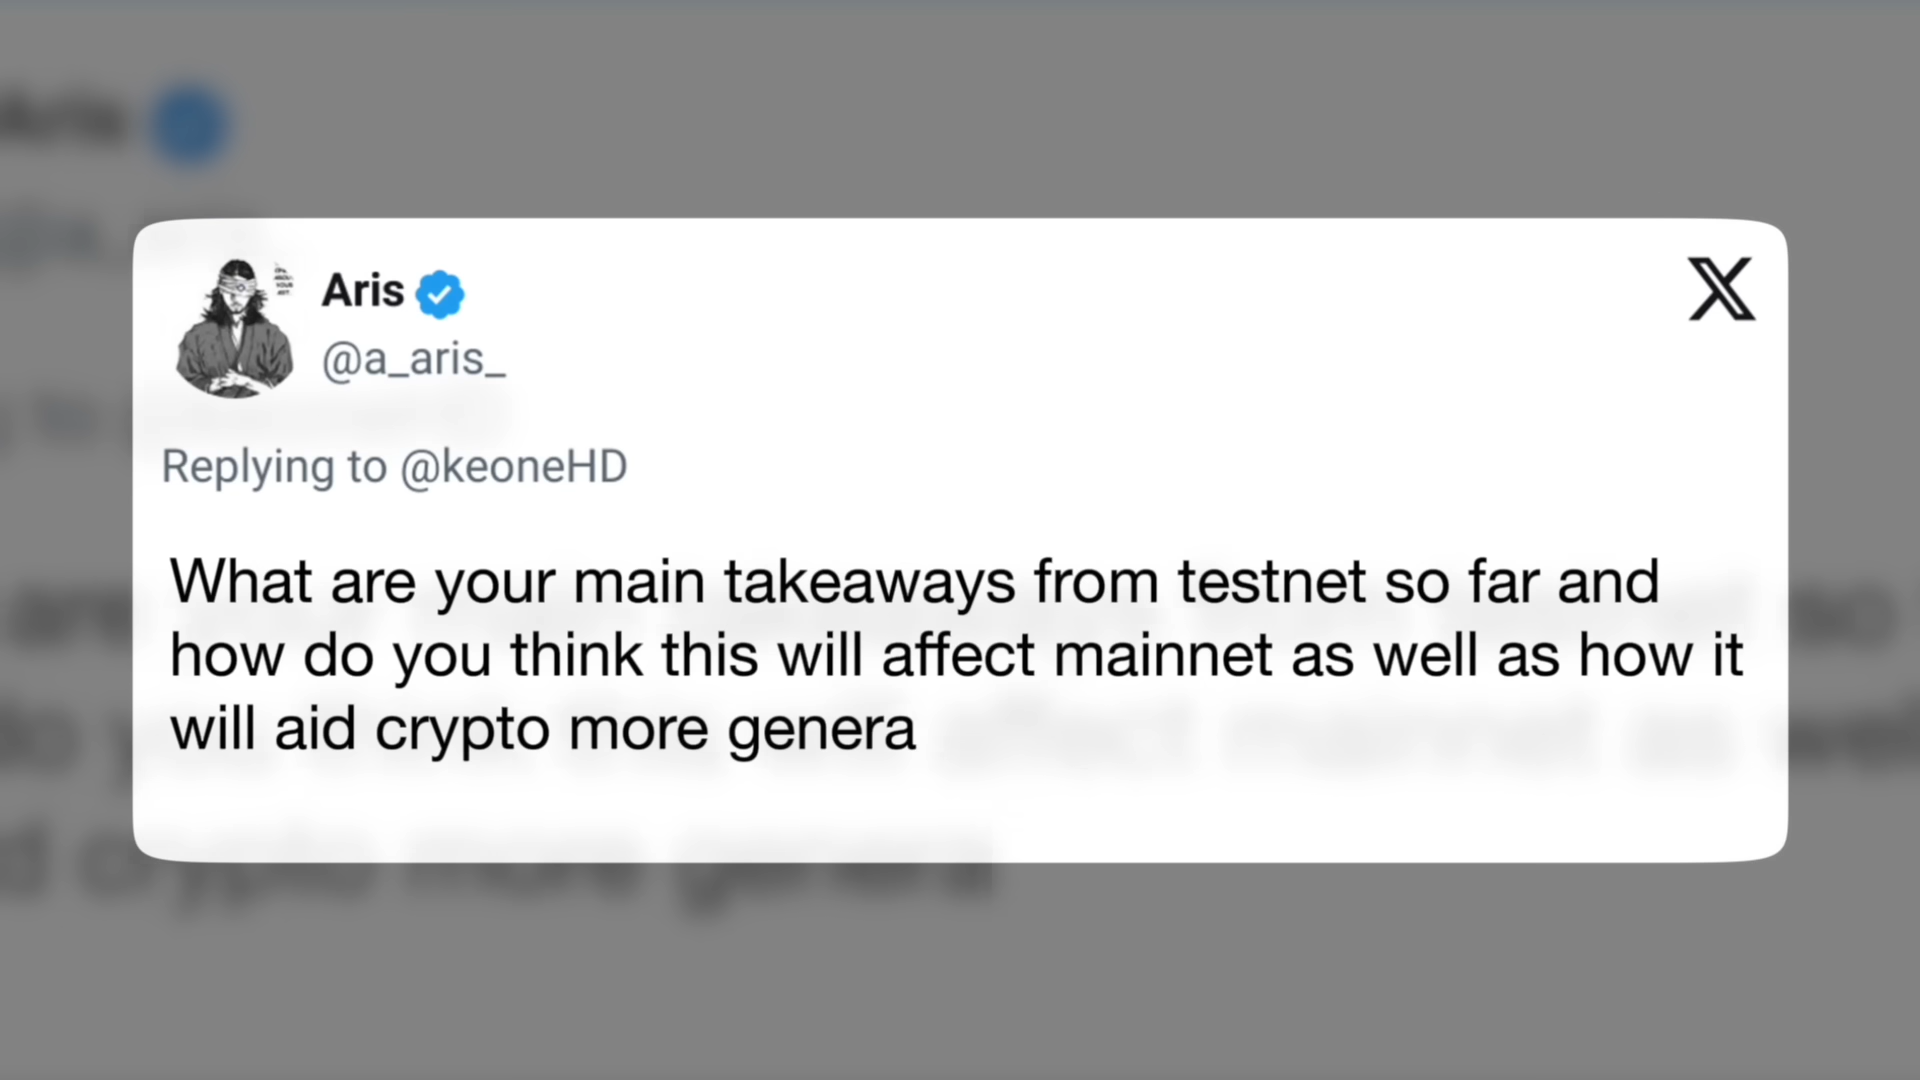 Aris
@a_aris_
Replying to @keoneHD
What are your main takeaways from testnet so far and
how do you think this will affect mainnet as well as how it
will aid crypto more genera